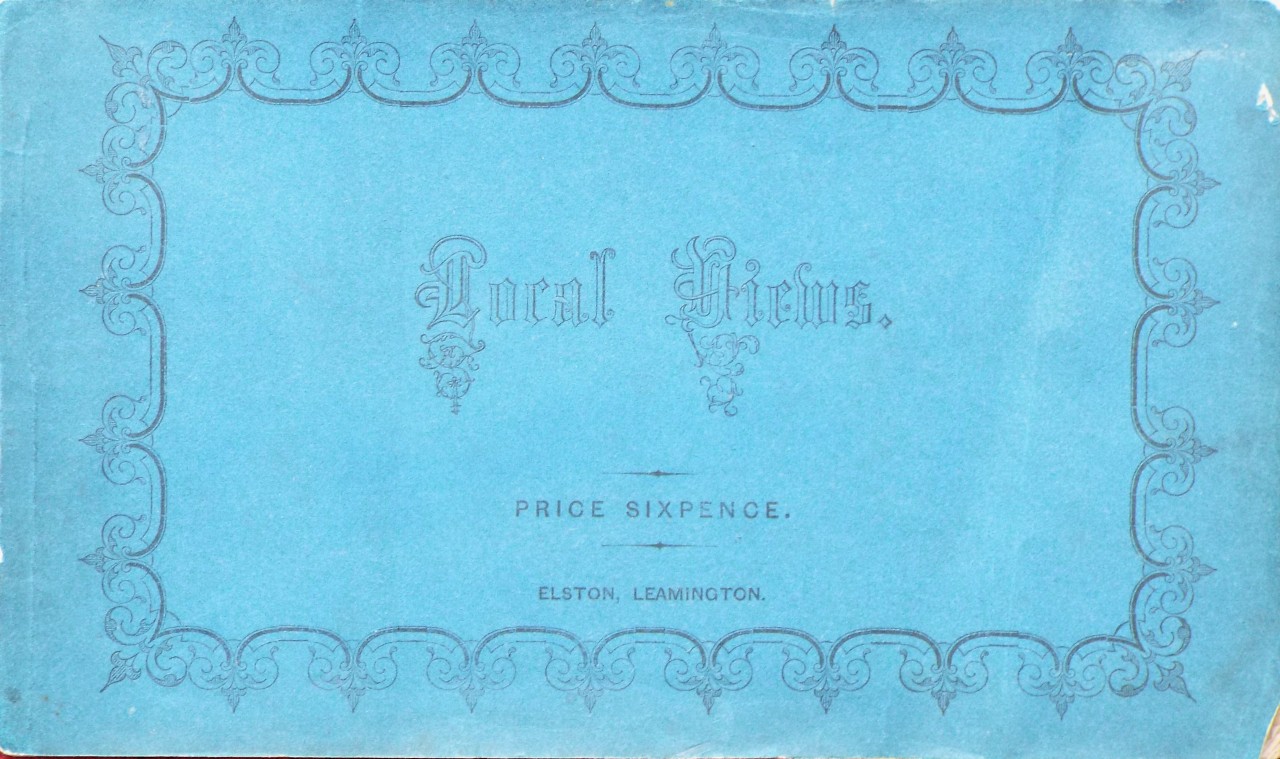 Local Views.
PRICE SIXPENCE.
ELSTON, LEAMINGTON.